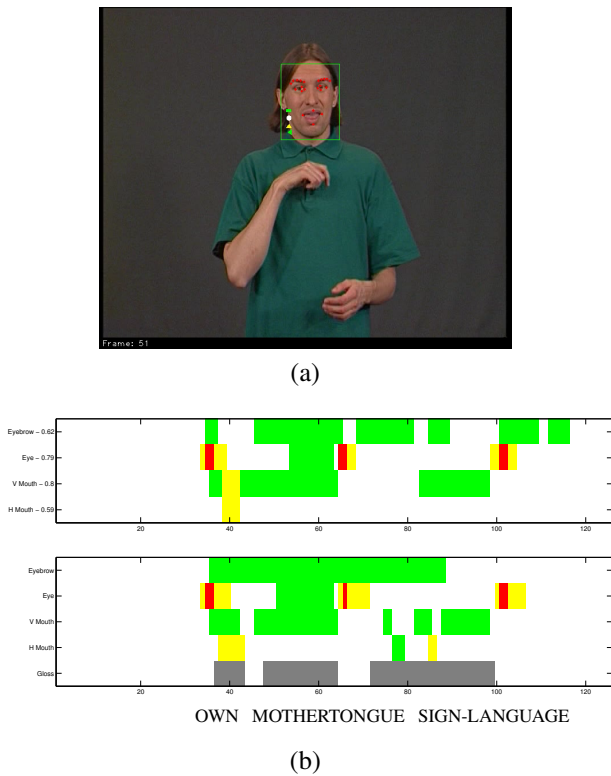 Frame: 51
(a)
Eyebrow – 0.62
Eye – 0.79
V Mouth – 0.8
H Mouth – 0.59
20 40 60 80 100 120
Eyebrow
Eye
V Mouth
H Mouth
Gloss
20 40 60 80 100 120
OWN MOTHERTONGUE SIGN-LANGUAGE
(b)